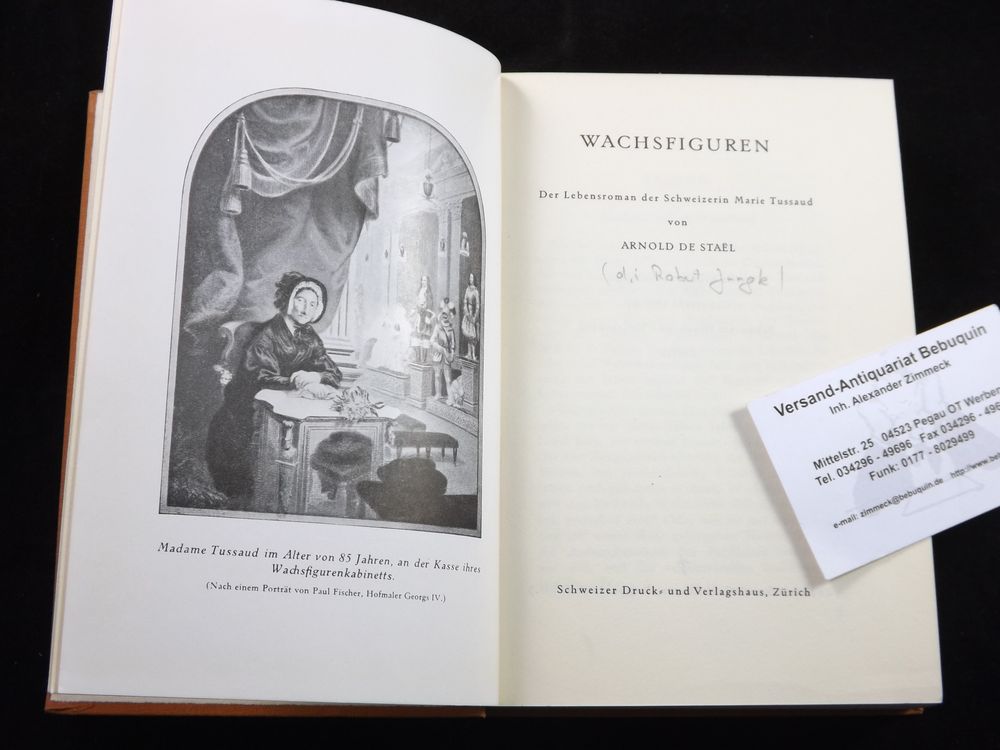 Madame Tussaud im Alter von 85 Jahren, an der Kasse ihres
Wachsfigurenkabinetts.
(Nach einem Porträt von Paul Fischer, Hofmaler Georgs IV.)
WACHSFIGUREN
Der Lebensroman der Schweizerin Marie Tussaud
von
ARNOLD DE STAËL
(d.i Robert
Schweizer Druck- und Verlagshaus, Zürich
Versand-Antiquariat Bebuquin
Inh. Alexander Zimmeck
Mittelstr. 25 04523 Pegau OT Werben
Tel. 034296 - 49696 Fax 034296 - 496
Funk: 0177 - 8029499
e-mail: zimmeck@bebuquin.de http://www.beb